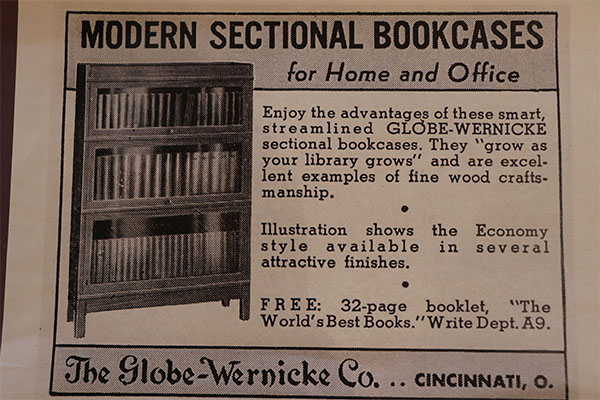 MODERN SECTIONAL BOOKCASES
for Home and Office
Enjoy the advantages of these smart,
streamlined GLOBE-WERNICKE
sectional bookcases. They "grow as
your library grows" and are excel-
lent examples of fine wood crafts-
manship.
•
Illustration shows the Economy
style available in several
attractive finishes.
•
FREE: 32-page booklet, "The
World's Best Books." Write Dept. A9.
The Globe-Wernicke Co. . . CINCINNATI, O.